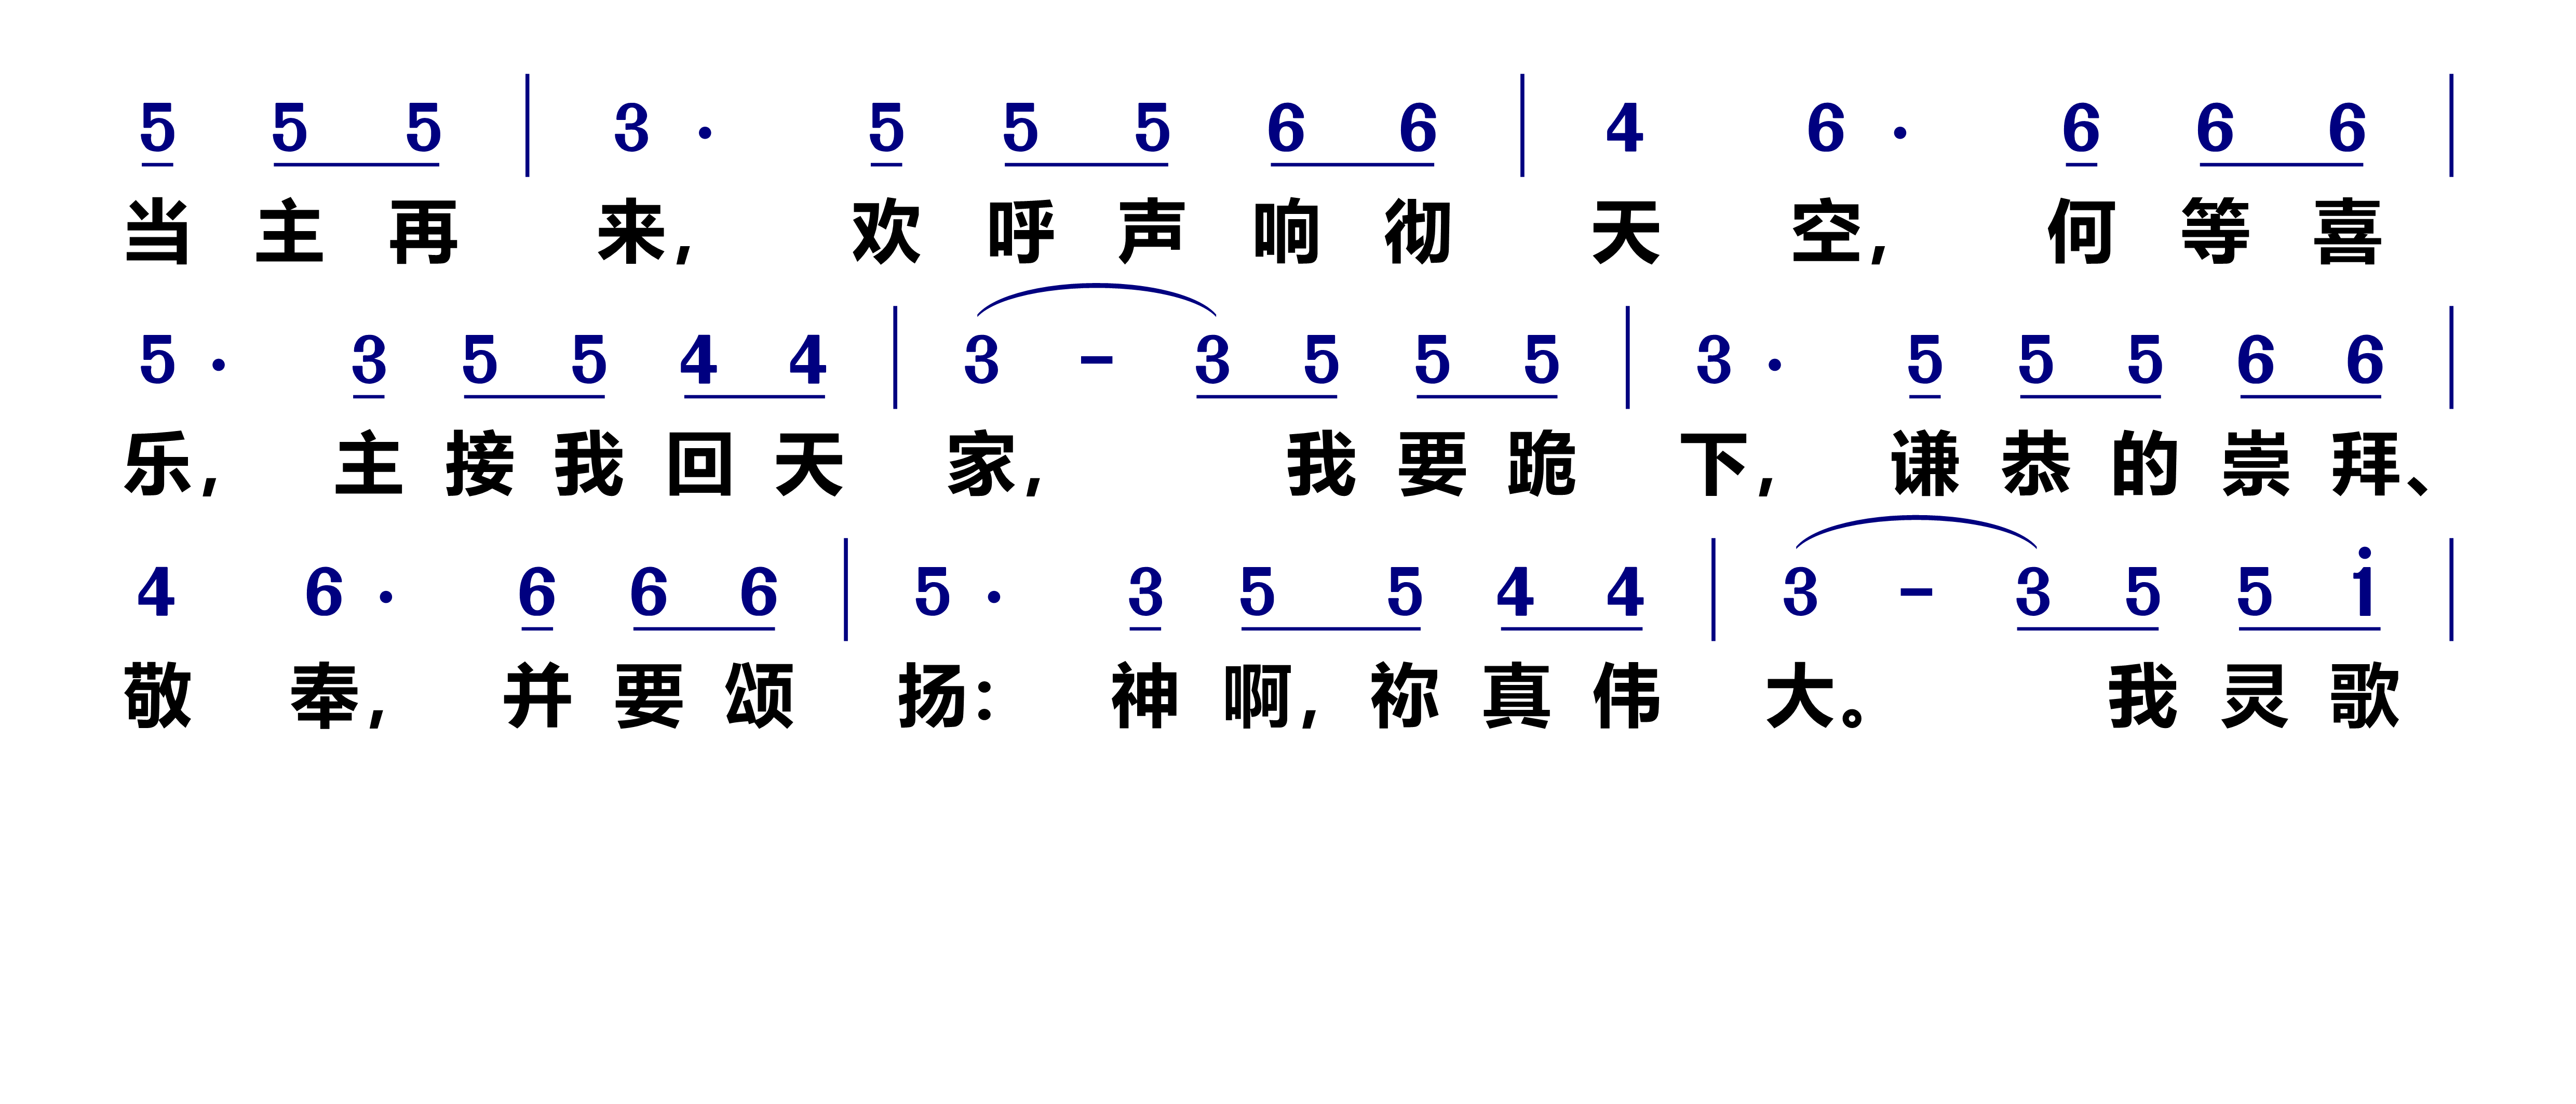 5 5 5 | 3 · 5 5 5 6 6 | 4 6 · 6 6 6 |
当主再来，欢呼声响彻天空，何等喜
5 · 3 5 5 4 4 | 3 - 3 5 5 5 | 3 · 5 5 5 6 6 |
乐，主接我回天家，我要跪下，谦恭的崇拜、
4 6 · 6 6 6 | 5 · 3 5 5 4 4 | 3 - 3 5 5 i |
敬奉，并要颂扬：神啊，祢真伟大。我灵歌